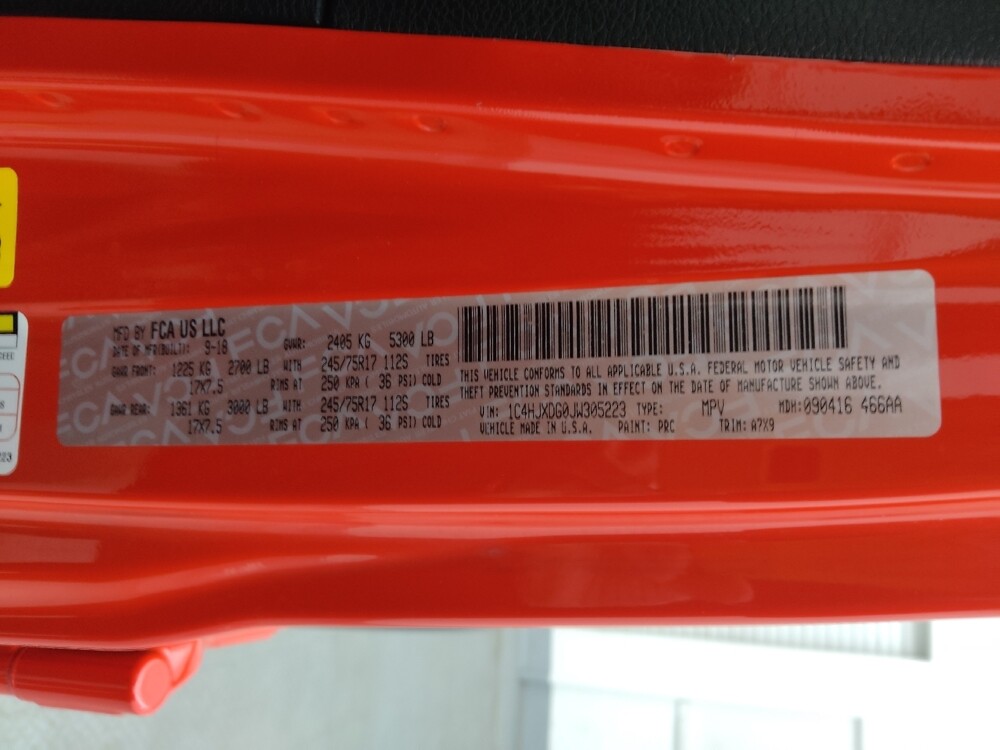 MFD BY FCA US LLC
DATE OF MFR(BUILT): 9-18 GVWR: 2405 KG 5300 LB
GAWR FRONT: 1225 KG 2700 LB WITH 245/75R17 112S TIRES
17X7.5 RIMS AT 250 KPA ( 36 PSI) COLD
GAWR REAR: 1361 KG 3000 LB WITH 245/75R17 112S TIRES
17X7.5 RIMS AT 250 KPA ( 36 PSI) COLD
THIS VEHICLE CONFORMS TO ALL APPLICABLE U.S.A. FEDERAL MOTOR VEHICLE SAFETY AND
THEFT PREVENTION STANDARDS IN EFFECT ON THE DATE OF MANUFACTURE SHOWN ABOVE.
VIN: 1C4HJXDG0JW305223 TYPE: MPV MDH:090416 466AA
VEHICLE MADE IN U.S.A. PAINT: PRC TRIM: A7X9
223